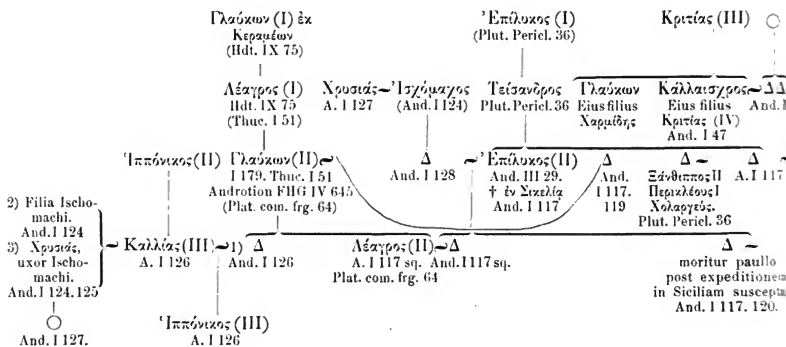 Γλαύκων (I) ἐκ Ἐπίλυκος (I) Κριτίας (III) ○
Κεραμέων (Plut. Pericl. 36)
(Hdt. IX 75)
Λέαγρος (I) Χρυσιάς~Ἰσχόμαχος Τείσανδρος Γλαύκων Κάλλαισχρος~ΔΔ
Hdt. IX 75 A. I 127 (And. I 124) Plut. Pericl. 36 Eius filius Eius filius And.
(Thuc. I 51) Χαρμίδης Κριτίας (IV)
And. I 47
Ἱππόνικος (II) Γλαύκων (II)~ Δ ~Ἐπίλυκος (II) Δ Δ ~ Δ ~
I 179. Thuc. I 51 And. I 128 And. III 29. And. Ξάνθιππος II A. I 117
Androtion FHG IV 645 † ἐν Σικελίᾳ I 117. Περικλέους I
(Plat. com. frg. 64) And. I 117 119 Χολαργεύς.
Plut. Pericl. 36
2) Filia Ischo-
machi.
And. I 124
3) Χρυσιάς, ~ Καλλίας (III) ~1) Δ Λέαγρος (II) ~Δ Δ ~
uxor Ischo- A. I 126 And. I 126 A. I 117 sq. And. I 117 sq. moritur paullo
machi. Plat. com. frg. 64 post expeditionem
And. I 124. 125 in Siciliam
○ Ἱππόνικος (III) And. I 117. 120.
And. I 127. A. I 126